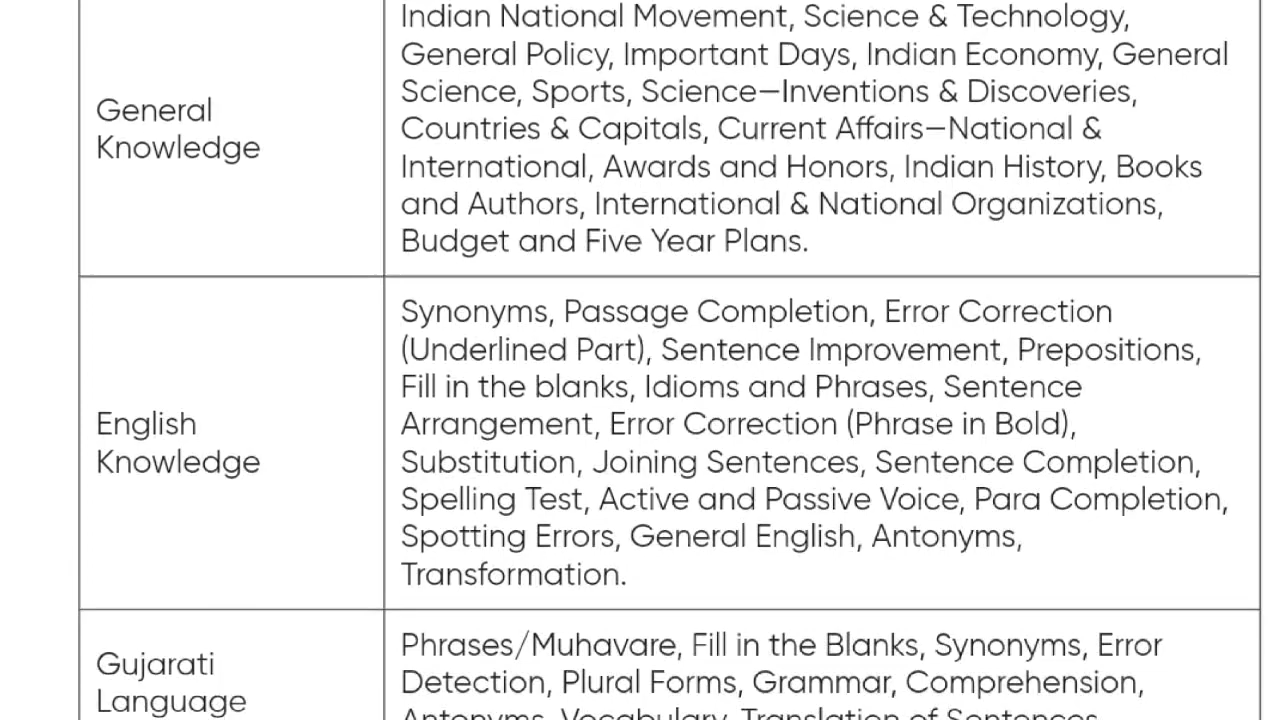 General
Knowledge
Indian National Movement, Science & Technology,
General Policy, Important Days, Indian Economy, General
Science, Sports, Science—Inventions & Discoveries,
Countries & Capitals, Current Affairs—National &
International, Awards and Honors, Indian History, Books
and Authors, International & National Organizations,
Budget and Five Year Plans.
English
Knowledge
Synonyms, Passage Completion, Error Correction
(Underlined Part), Sentence Improvement, Prepositions,
Fill in the blanks, Idioms and Phrases, Sentence
Arrangement, Error Correction (Phrase in Bold),
Substitution, Joining Sentences, Sentence Completion,
Spelling Test, Active and Passive Voice, Para Completion,
Spotting Errors, General English, Antonyms,
Transformation.
Gujarati
Language
Phrases/Muhavare, Fill in the Blanks, Synonyms, Error
Detection, Plural Forms, Grammar, Comprehension,
Antonyms, Vocabulary, Translation of Sentences